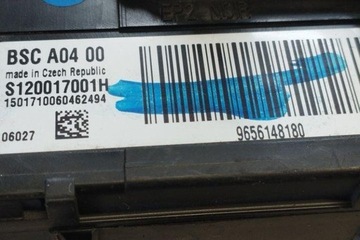 BSC A04 00
made in Czech Republic
S120017001H
1501710060462494
06027
9656148180